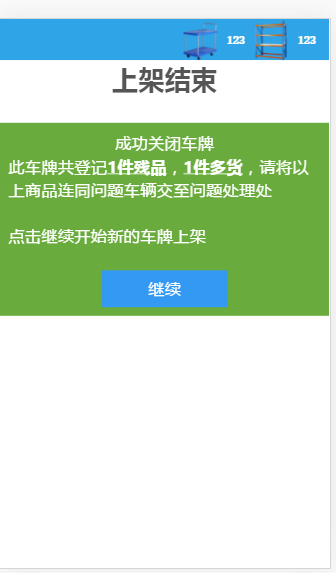 123 123
上架结束
成功关闭车牌
此车牌共登记1件残品，1件多货，请将以
上商品连同问题车辆交至问题处理处
点击继续开始新的车牌上架
继续